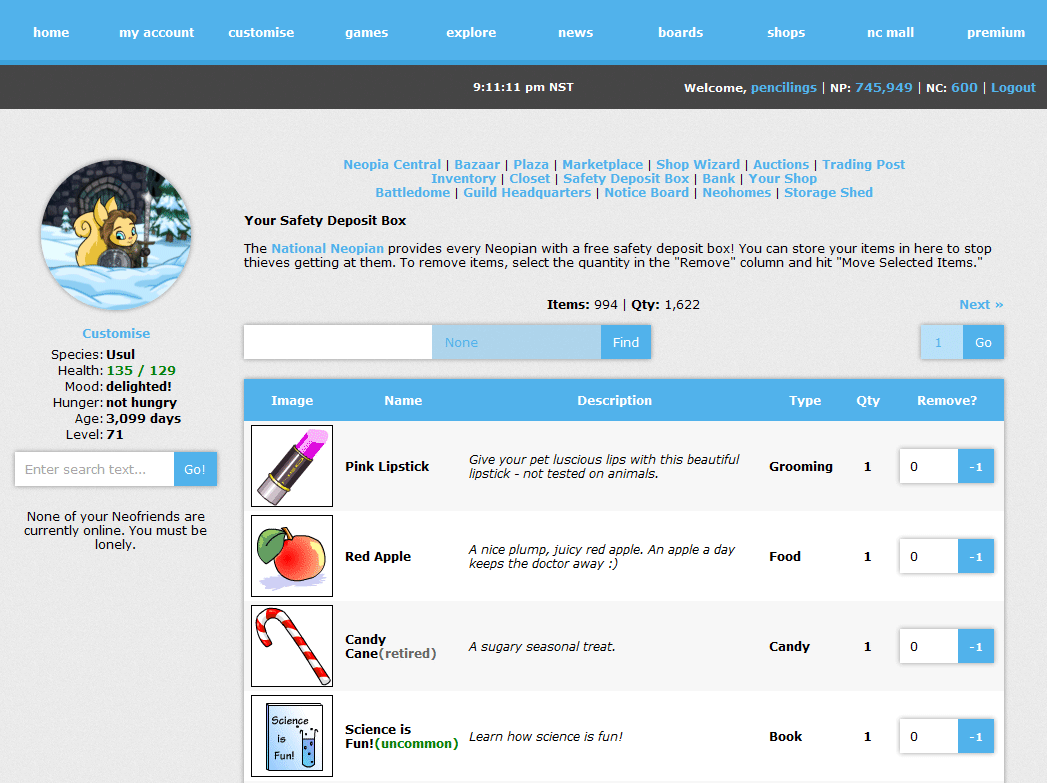 home my account customise games explore news boards shops nc mall premium
9:11:11 pm NST Welcome, pencilings | NP: 745,949 | NC: 600 | Logout
Customise
Species: Usul
Health: 135 / 129
Mood: delighted!
Hunger: not hungry
Age: 3,099 days
Level: 71
Enter search text... Go!
None of your Neofriends are
currently online. You must be
lonely.
Neopia Central | Bazaar | Plaza | Marketplace | Shop Wizard | Auctions | Trading Post
Inventory | Closet | Safety Deposit Box | Bank | Your Shop
Battledome | Guild Headquarters | Notice Board | Neohomes | Storage Shed
Your Safety Deposit Box
The National Neopian provides every Neopian with a free safety deposit box! You can store your items in here to stop
thieves getting at them. To remove items, select the quantity in the "Remove" column and hit "Move Selected Items."
Items: 994 | Qty: 1,622 Next »
None Find 1 Go
Image Name Description Type Qty Remove?
Pink Lipstick
Give your pet luscious lips with this beautiful
lipstick - not tested on animals.
Grooming 1 0 -1
Red Apple
A nice plump, juicy red apple. An apple a day
keeps the doctor away :)
Food 1 0 -1
Candy
Cane(retired)
A sugary seasonal treat.
Candy 1 0 -1
Science
is
Fun!
Science is
Fun!(uncommon)
Learn how science is fun!
Book 1 0 -1